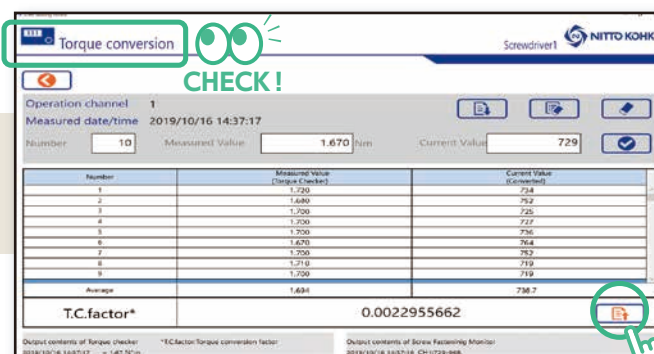 Torque conversion
CHECK!
Screwdriver1
NITTO KOHK
Operation channel 1
Measured date/time 2019/10/16 14:37:17
Number 10 Measured Value 1.670 Nm Current Value 729
Number Measured Value (Torque Checker) Current Value (Converted)
1 1.720 734
2 1.680 752
3 1.700 725
4 1.700 727
5 1.700 736
6 1.670 764
7 1.700 752
8 1.710 719
9 1.700 719
Average 1.694 738.7
T.C.factor* 0.0022955662
Output contents of Torque checker *T.C.factor:Torque conversion factor Output contents of Screw Fastening Monitor